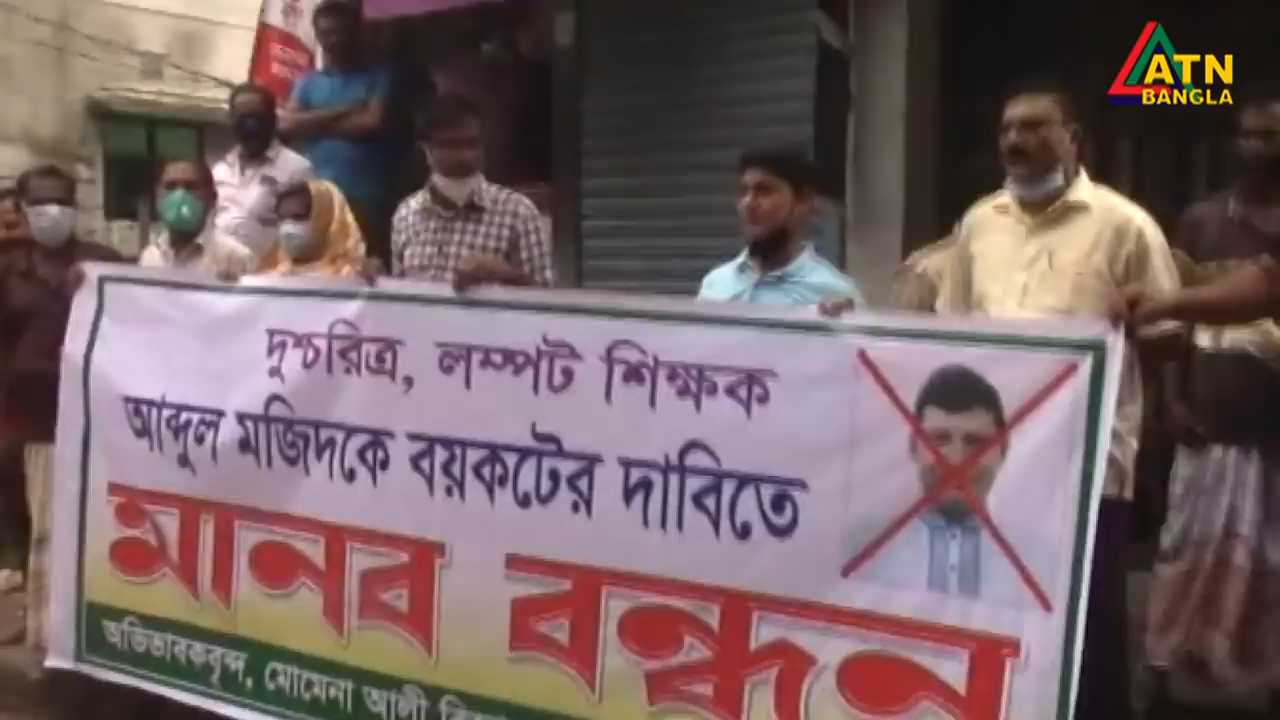 ATN
BANGLA
দুশ্চরিত্র, লম্পট শিক্ষক
আব্দুল মজিদকে বয়কটের দাবিতে
মানব বন্ধন
অভিভাবকবৃন্দ, মোমেনা আলী